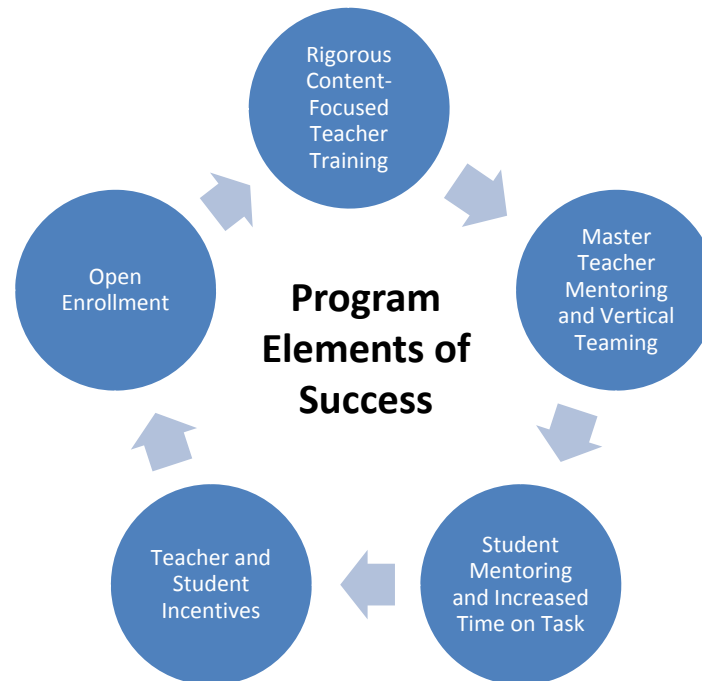 Rigorous
Content-
Focused
Teacher
Training
Master
Teacher
Mentoring
and Vertical
Teaming
Student
Mentoring
and Increased
Time on Task
Teacher and
Student
Incentives
Open
Enrollment
Program
Elements of
Success